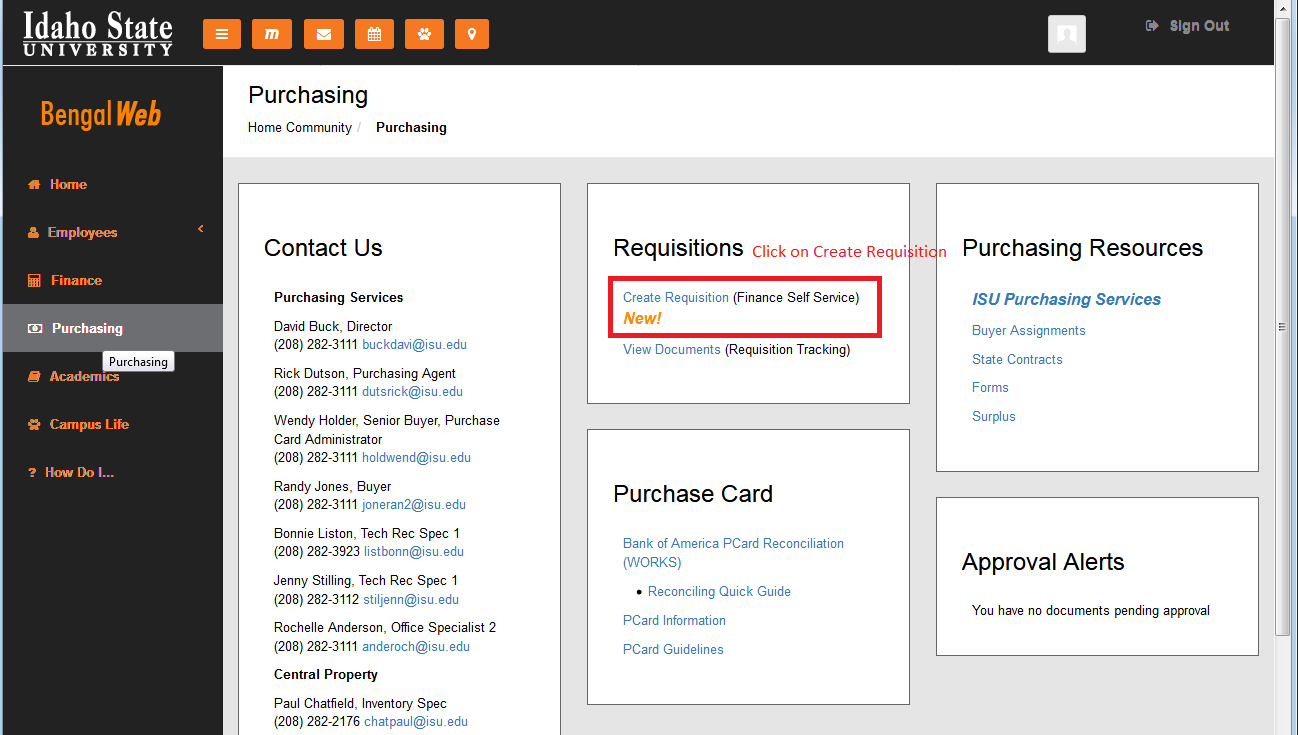 Idaho State
UNIVERSITY
m
Sign Out
BengalWeb
Home
Employees
Finance
Purchasing
Purchasing
Academics
Campus Life
? How Do I...
Purchasing
Home Community / Purchasing
Contact Us
Purchasing Services
David Buck, Director
(208) 282-3111 buckdavi@isu.edu
Rick Dutson, Purchasing Agent
(208) 282-3111 dutsrick@isu.edu
Wendy Holder, Senior Buyer, Purchase
Card Administrator
(208) 282-3111 holdwend@isu.edu
Randy Jones, Buyer
(208) 282-3111 joneran2@isu.edu
Bonnie Liston, Tech Rec Spec 1
(208) 282-3923 listbonn@isu.edu
Jenny Stilling, Tech Rec Spec 1
(208) 282-3112 stiljenn@isu.edu
Rochelle Anderson, Office Specialist 2
(208) 282-3111 anderoch@isu.edu
Central Property
Paul Chatfield, Inventory Spec
(208) 282-2176 chatpaul@isu.edu
Requisitions Click on Create Requisition
Create Requisition (Finance Self Service)
New!
View Documents (Requisition Tracking)
Purchase Card
Bank of America PCard Reconciliation
(WORKS)
• Reconciling Quick Guide
PCard Information
PCard Guidelines
Purchasing Resources
ISU Purchasing Services
Buyer Assignments
State Contracts
Forms
Surplus
Approval Alerts
You have no documents pending approval